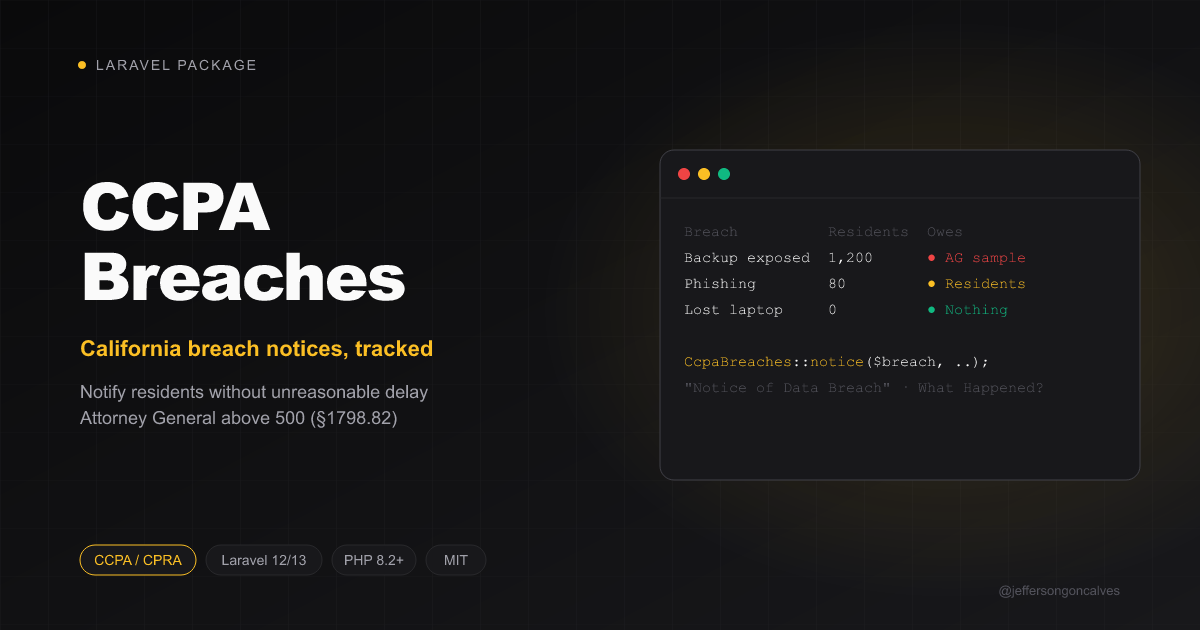 LARAVEL PACKAGE
CCPA
Breaches
California breach notices, tracked
Notify residents without unreasonable delay
Attorney General above 500 (§1798.82)
CCPA / CPRA
Laravel 12/13
PHP 8.2+
MIT
Breach Residents Owes
Backup exposed 1,200 AG sample
Phishing 80 Residents
Lost laptop 0 Nothing
CcpaBreaches::notice($breach, ..);
"Notice of Data Breach" · What Happened?
@jeffersongoncalves